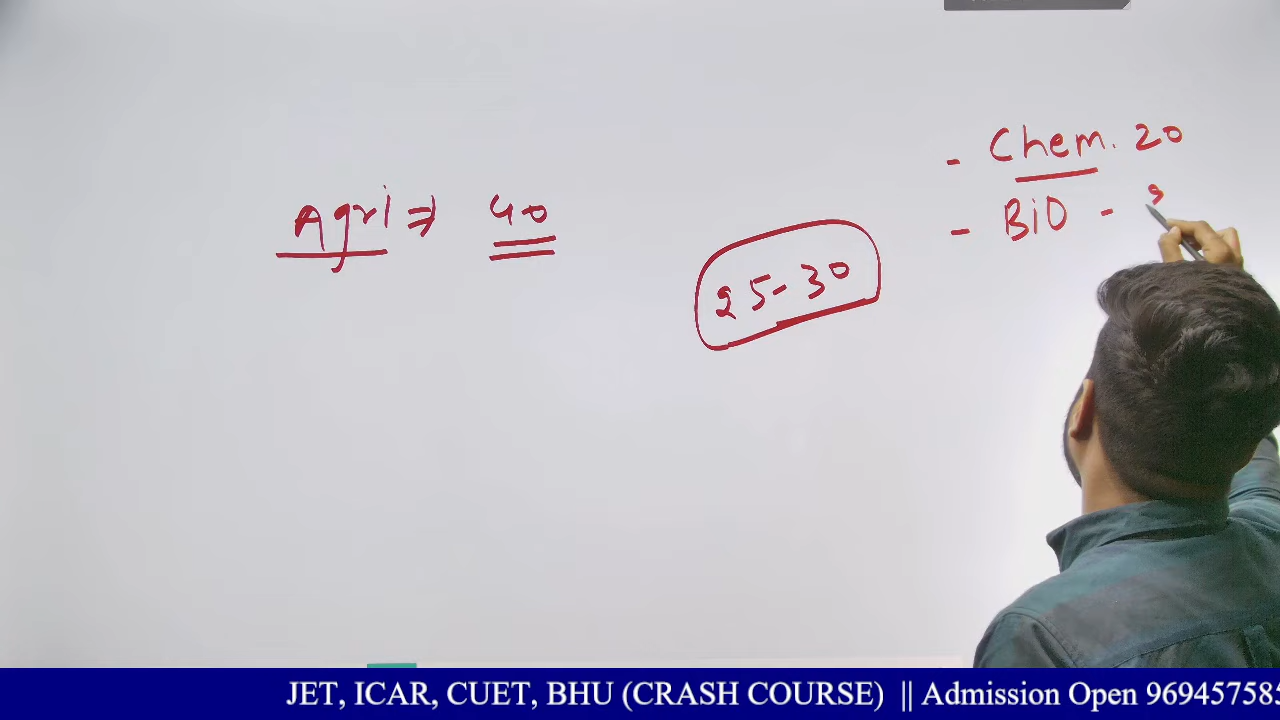 - Chem. 20
- BiO -
Agri ⇒ 40
25-30
JET, ICAR, CUET, BHU (CRASH COURSE) || Admission Open 969457585